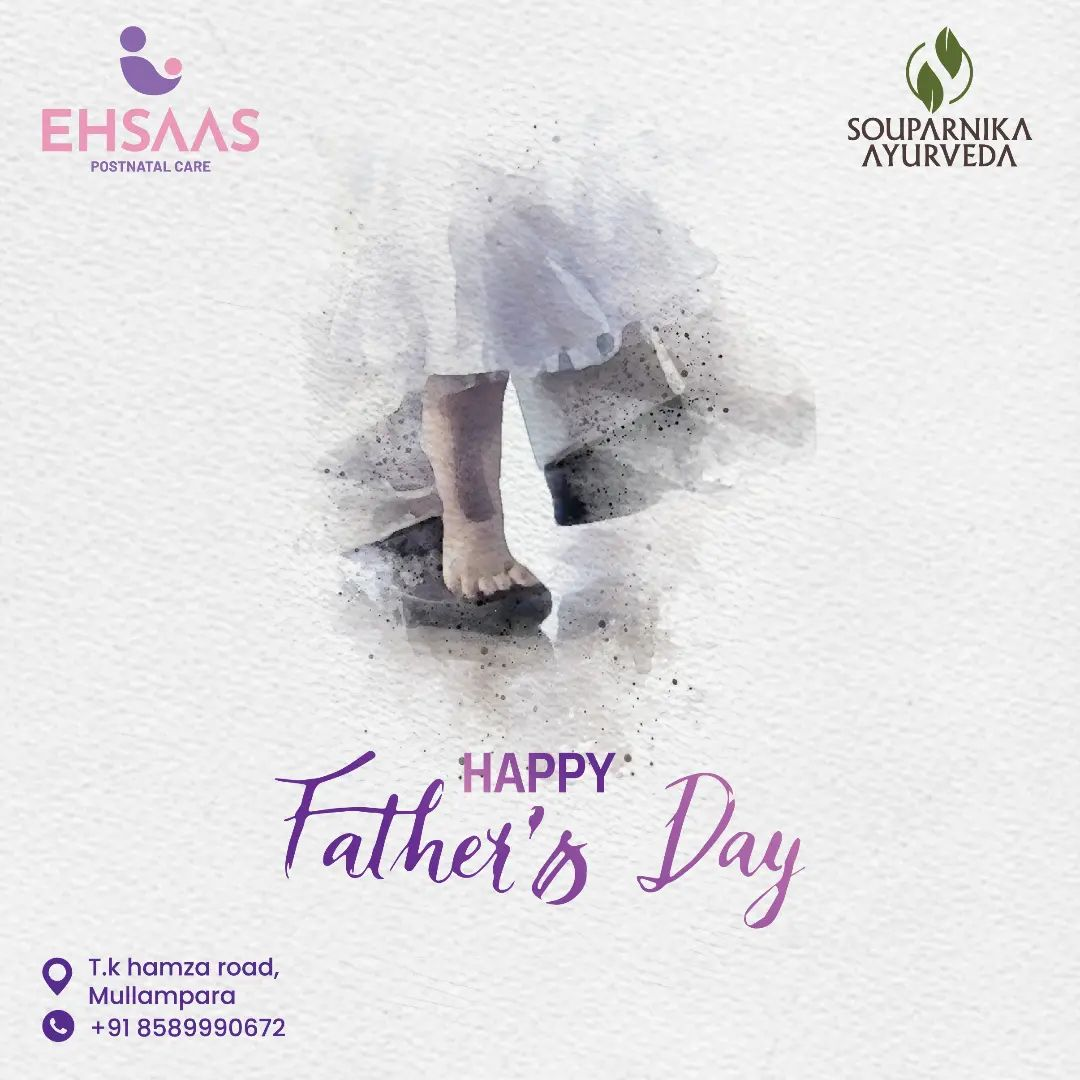 EHSAAS
POSTNATAL CARE
SOUPARNIKA
AYURVEDA
HAPPY
Father's Day
T.k hamza road,
Mullampara
+91 8589990672